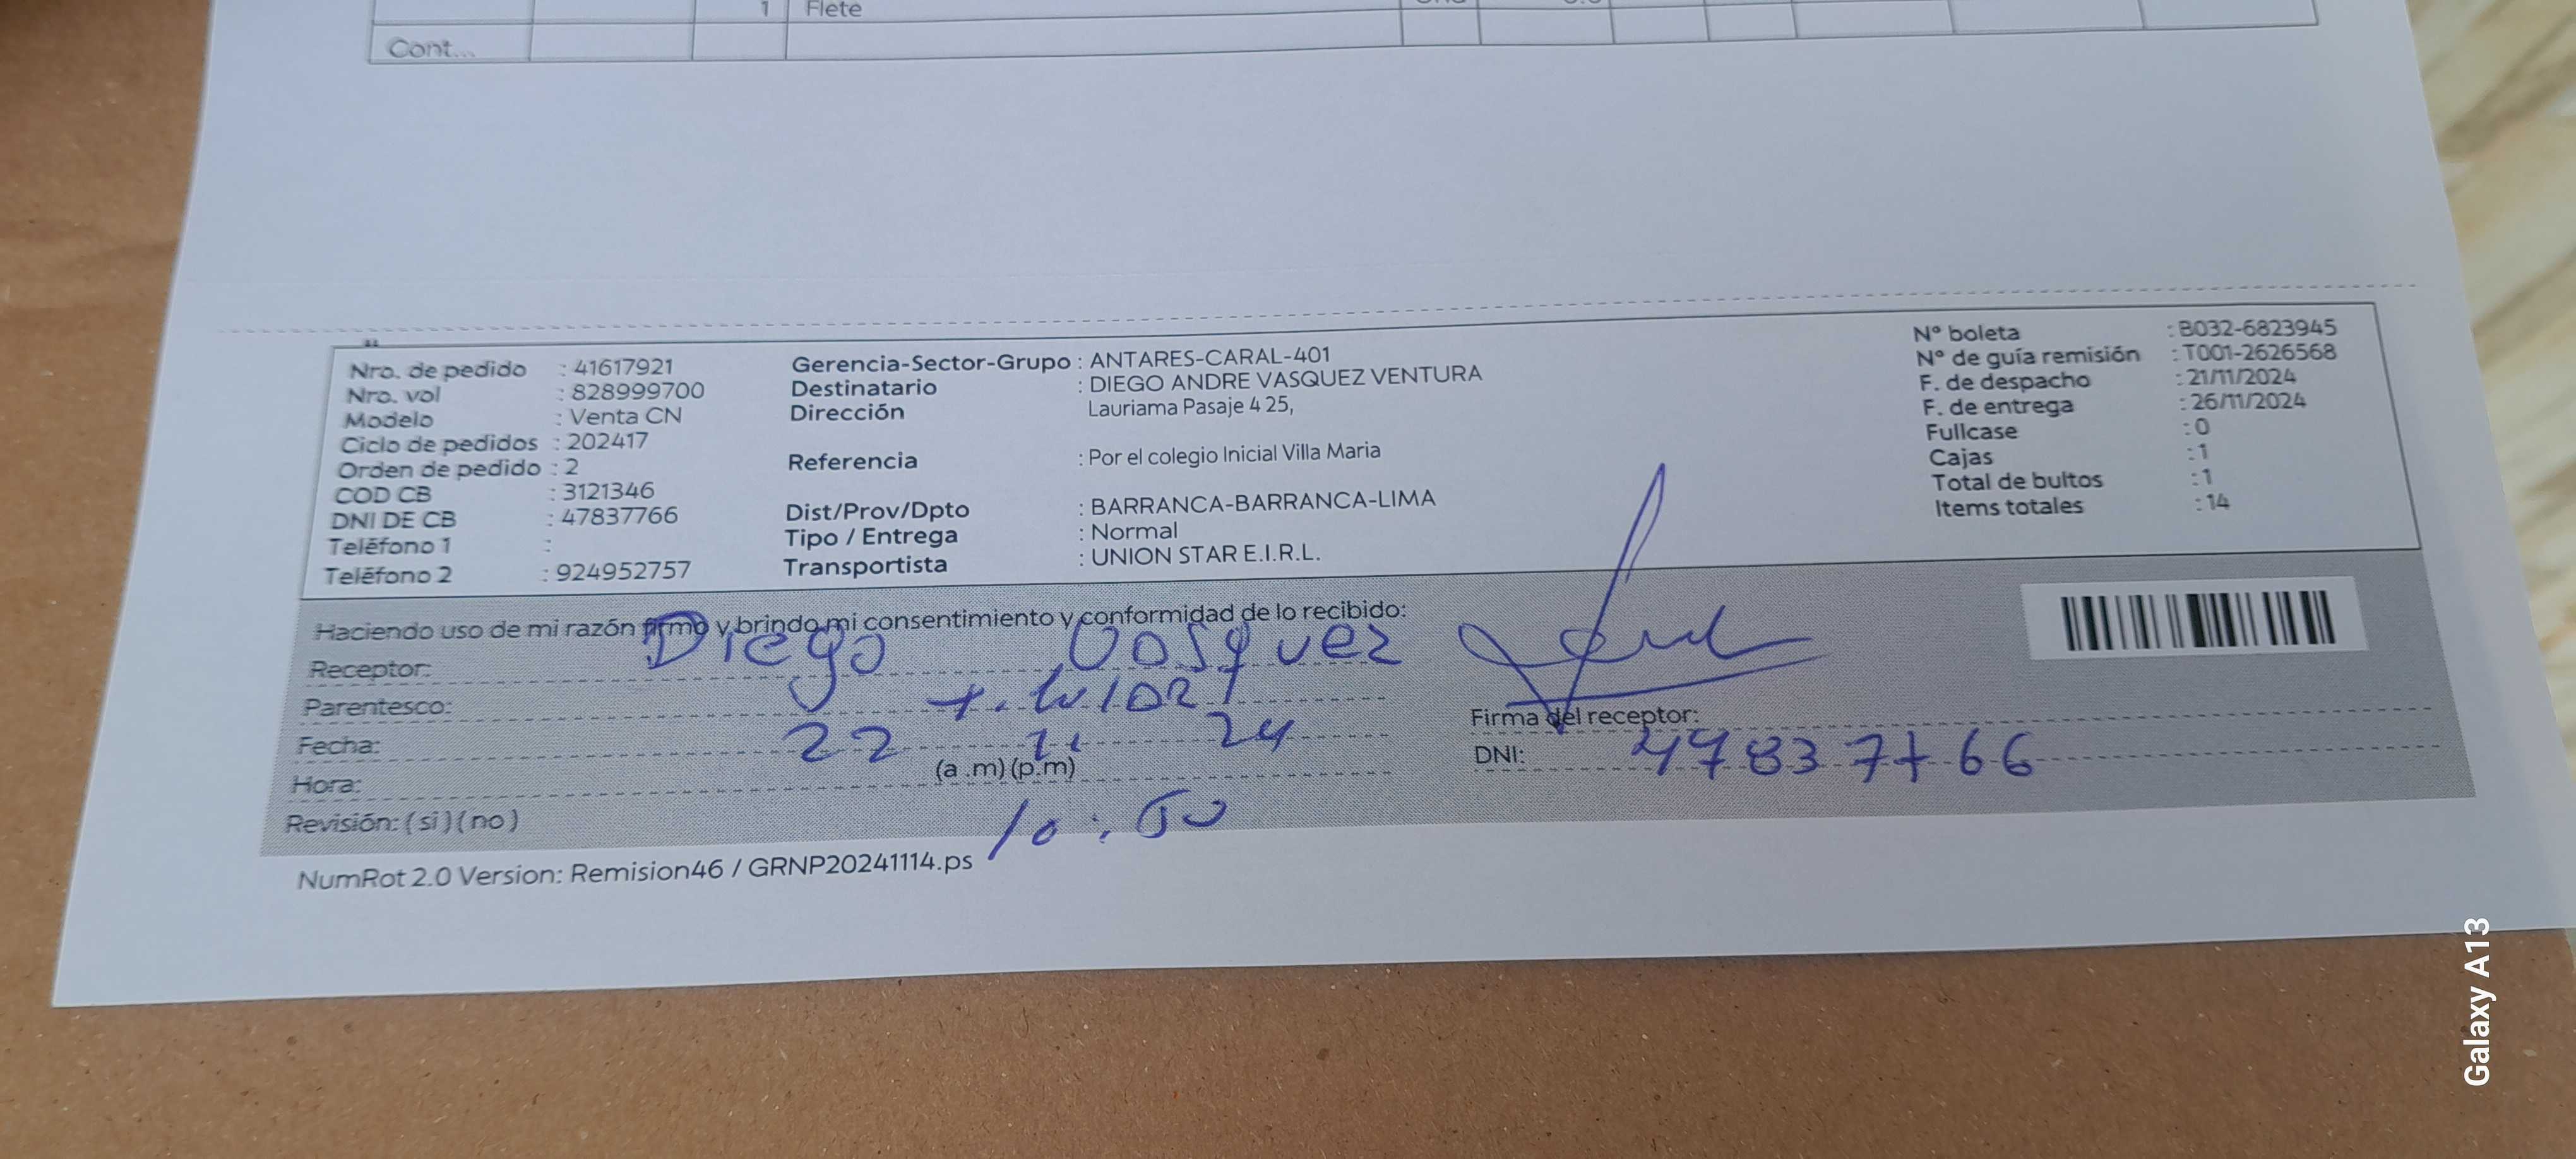 1 Flete
Cont...
Nro. de pedido : 41617921
Nro. vol : 828999700
Modelo : Venta CN
Ciclo de pedidos : 202417
Orden de pedido : 2
COD CB : 3121346
DNI DE CB : 47837766
Teléfono 1 :
Teléfono 2 : 924952757
Gerencia-Sector-Grupo : ANTARES-CARAL-401
Destinatario : DIEGO ANDRE VASQUEZ VENTURA
Dirección Lauriama Pasaje 4 25,
Referencia : Por el colegio Inicial Villa Maria
Dist/Prov/Dpto : BARRANCA-BARRANCA-LIMA
Tipo / Entrega : Normal
Transportista : UNION STAR E.I.R.L.
N° boleta : B032-6823945
N° de guía remisión : T001-2626568
F. de despacho : 21/11/2024
F. de entrega : 26/11/2024
Fullcase : 0
Cajas : 1
Total de bultos : 1
Items totales : 14
Haciendo uso de mi razón firmo y brindo mi consentimiento y conformidad de lo recibido:
Receptor: Diego Vasquez
Parentesco:
Fecha: 22 11 24
Hora: (a .m) (p.m)
10:50
Revisión: ( si ) ( no )
Firma del receptor:
DNI: 47837766
NumRot 2.0 Version: Remision46 / GRNP20241114.ps
Galaxy A13